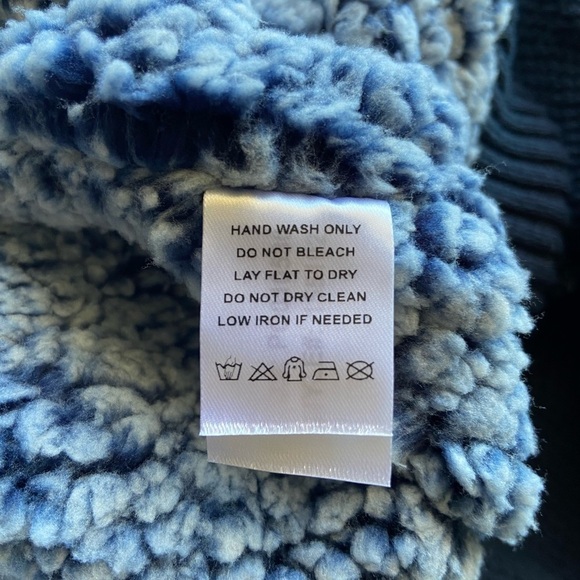 HAND WASH ONLY
DO NOT BLEACH
LAY FLAT TO DRY
DO NOT DRY CLEAN
LOW IRON IF NEEDED